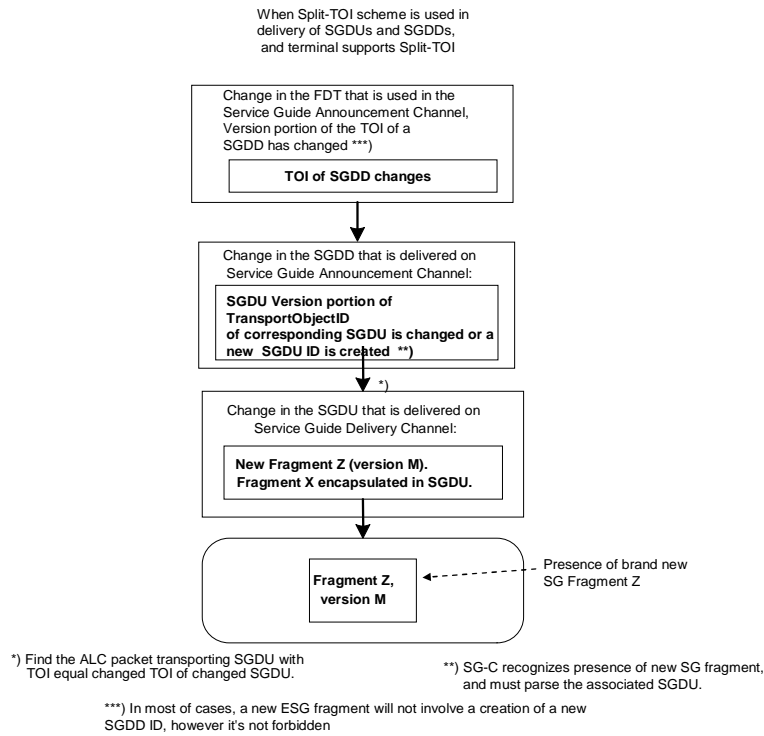 When Split-TOI scheme is used in
delivery of SGDUs and SGDDs,
and terminal supports Split-TOI
Change in the FDT that is used in the
Service Guide Announcement Channel,
Version portion of the TOI of a
SGDD has changed ***)
TOI of SGDD changes
Change in the SGDD that is delivered on
Service Guide Announcement Channel:
SGDU Version portion of
TransportObjectID
of corresponding SGDU is changed or a
new SGDU ID is created **)
*)
Change in the SGDU that is delivered on
Service Guide Delivery Channel:
New Fragment Z (version M).
Fragment X encapsulated in SGDU.
Fragment Z,
version M
Presence of brand new
SG Fragment Z
*) Find the ALC packet transporting SGDU with
TOI equal changed TOI of changed SGDU.
**) SG-C recognizes presence of new SG fragment,
and must parse the associated SGDU.
***) In most of cases, a new ESG fragment will not involve a creation of a new
SGDD ID, however it's not forbidden